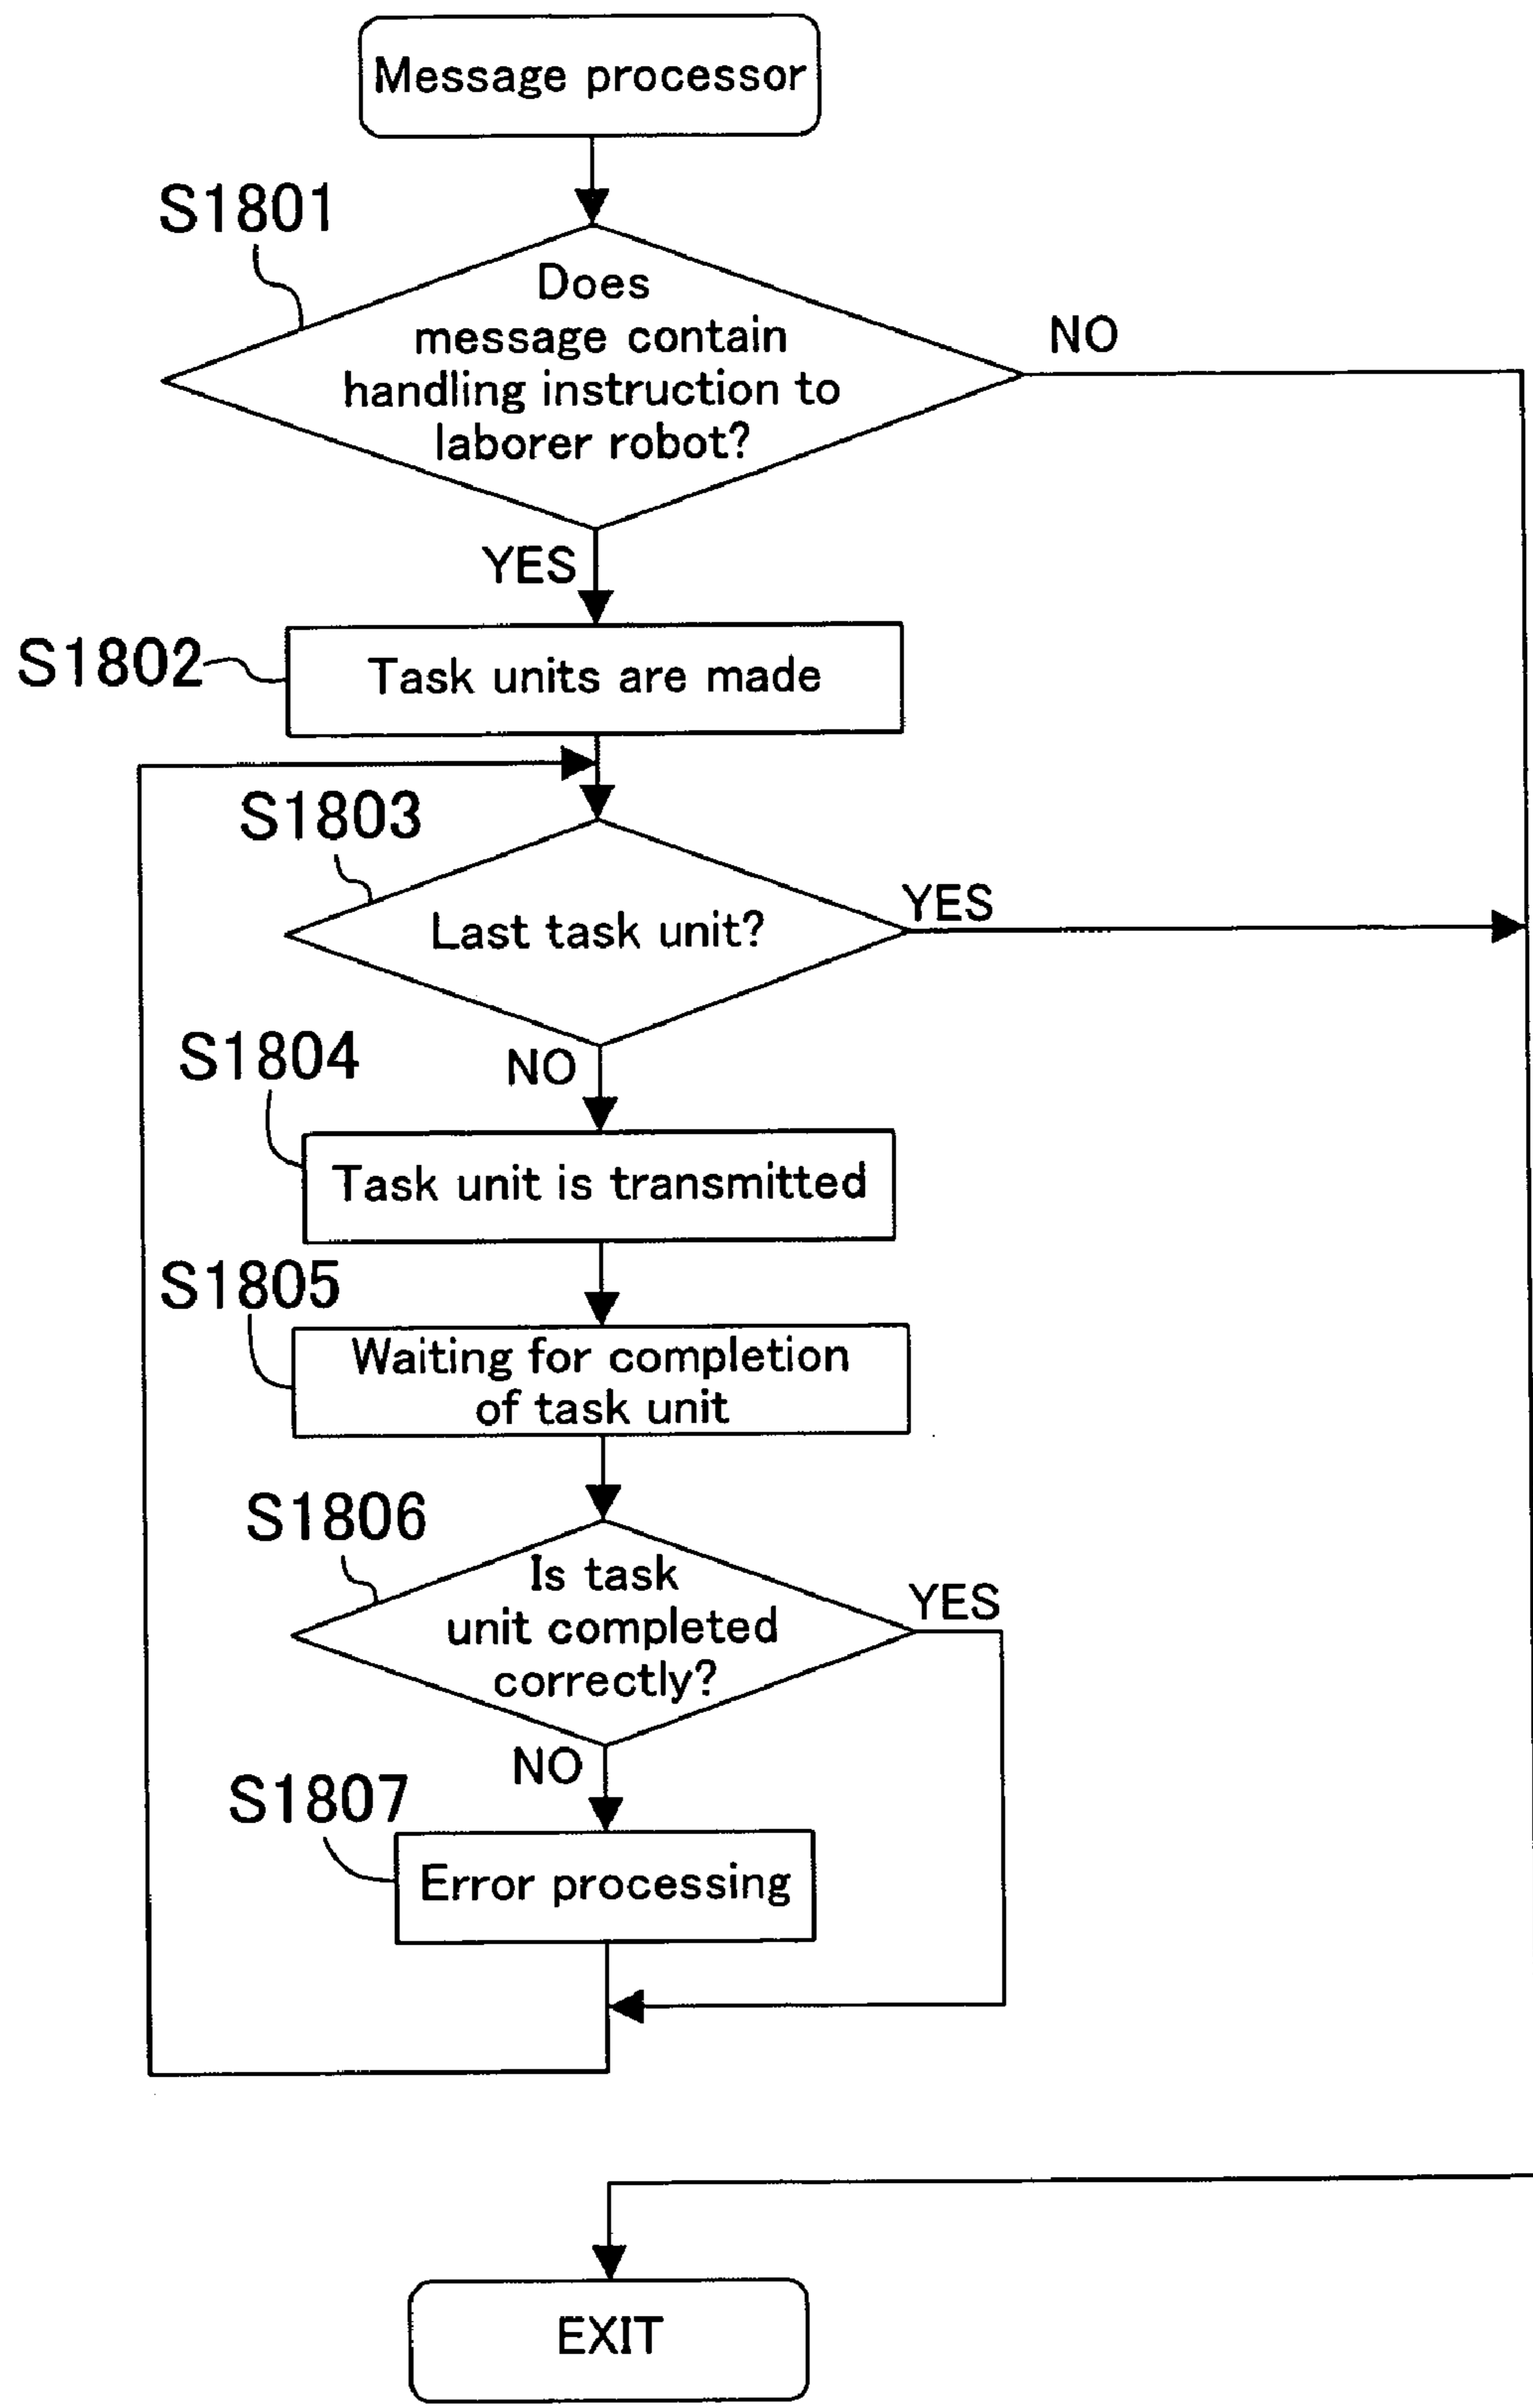 Message processor
S1801
Does
message contain
handling instruction to
laborer robot?
NO
YES
S1802
Task units are made
S1803
Last task unit?
YES
NO
S1804
Task unit is transmitted
S1805
Waiting for completion
of task unit
S1806
Is task
unit completed
correctly?
YES
NO
S1807
Error processing
EXIT